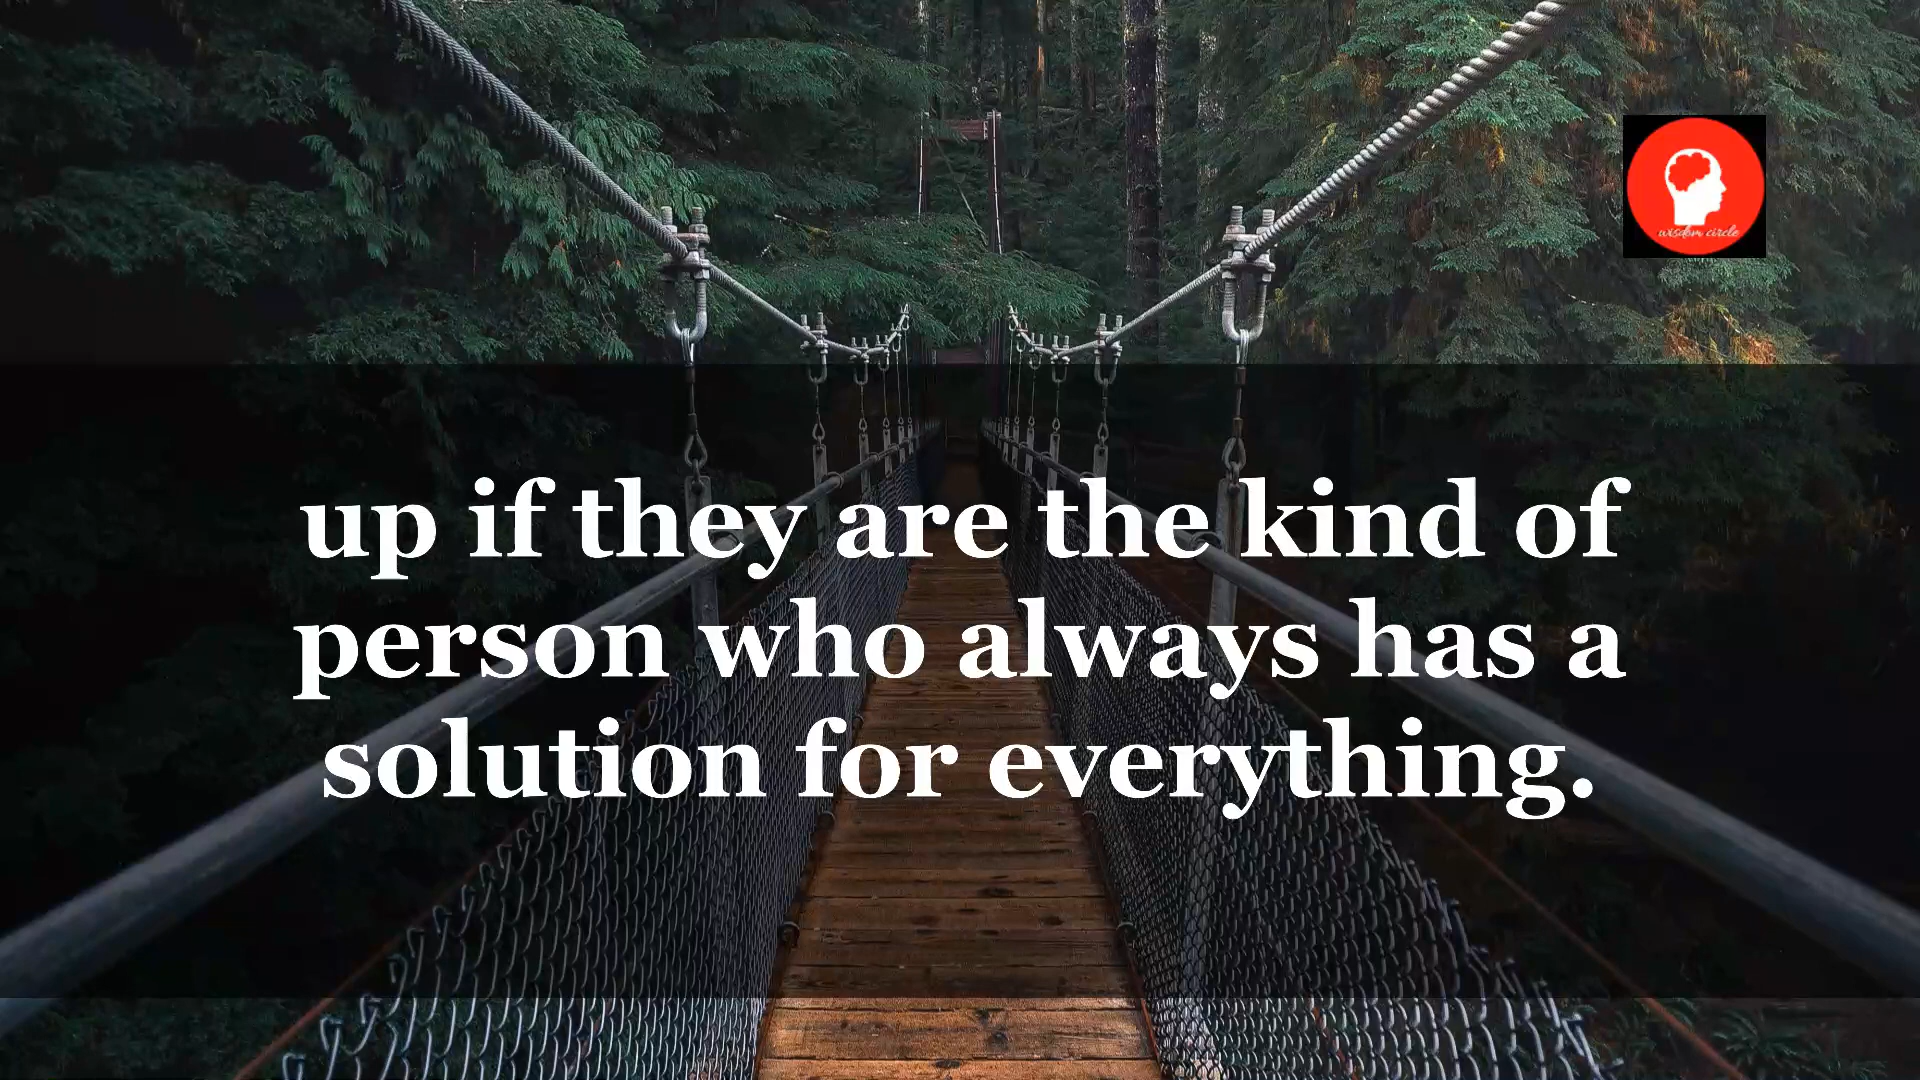 wisdom circle
up if they are the kind of
person who always has a
solution for everything.